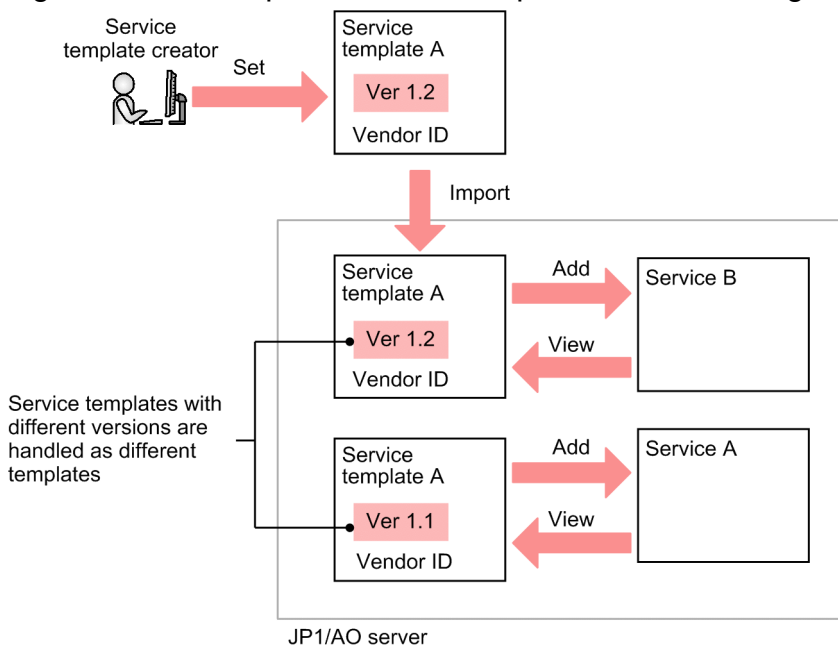 Service
template creator
Set
Service
template A
Ver 1.2
Vendor ID
Import
Service
template A
Ver 1.2
Vendor ID
Add
View
Service B
Service templates with
different versions are
handled as different
templates
Service
template A
Ver 1.1
Vendor ID
Add
View
Service A
JP1/AO server